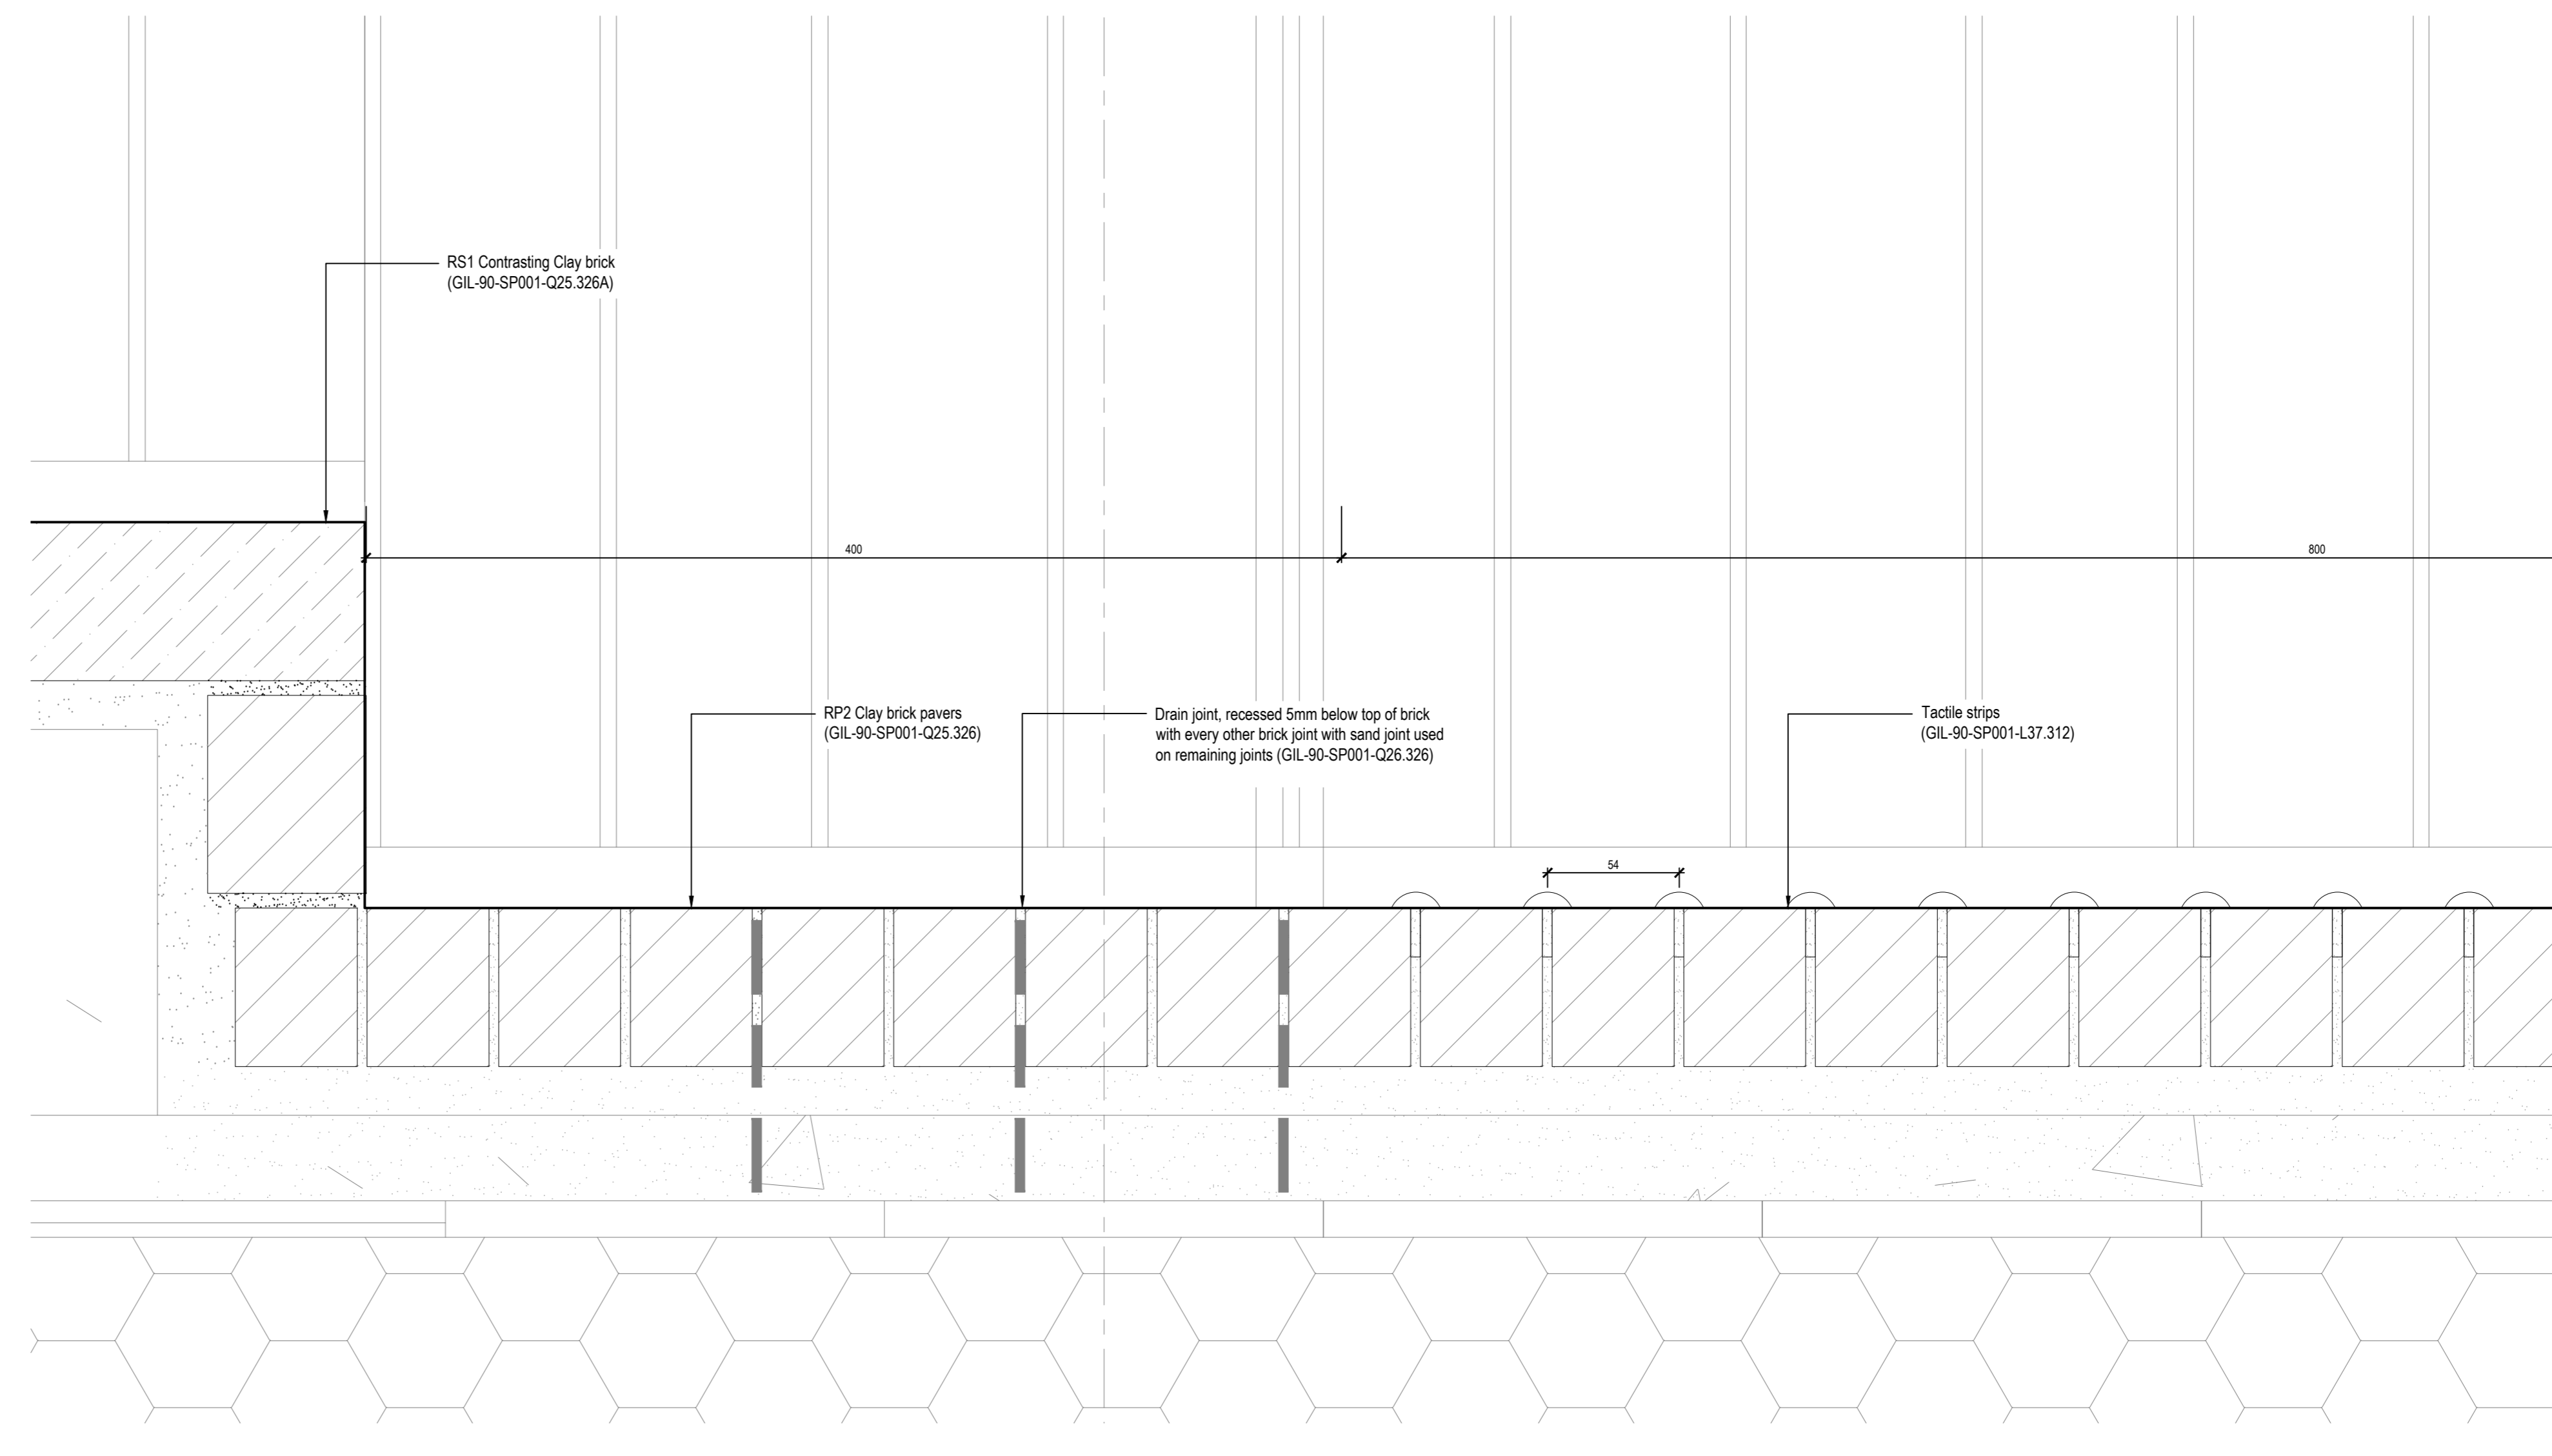 RS1 Contrasting Clay brick
(GIL-90-SP001-Q25.326A)
400
800
RP2 Clay brick pavers
(GIL-90-SP001-Q25.326)
Drain joint, recessed 5mm below top of brick
with every other brick joint with sand joint used
on remaining joints (GIL-90-SP001-Q26.326)
Tactile strips
(GIL-90-SP001-L37.312)
54